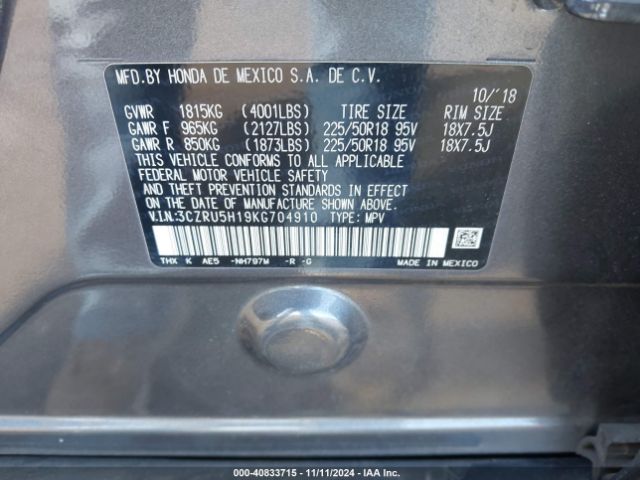 MFD.BY HONDA DE MEXICO S.A. DE C.V.
10/'18
GVWR 1815KG (4001LBS) TIRE SIZE RIM SIZE
GAWR F 965KG (2127LBS) 225/50R18 95V 18X7.5J
GAWR R 850KG (1873LBS) 225/50R18 95V 18X7.5J
THIS VEHICLE CONFORMS TO ALL APPLICABLE
FEDERAL MOTOR VEHICLE SAFETY
AND THEFT PREVENTION STANDARDS IN EFFECT
ON THE DATE OF MANUFACTURE SHOWN ABOVE.
V.I.N:3CZRU5H19KG704910 TYPE: MPV
THX K AE5 -NH797M -R -G MADE IN MEXICO
000-40833715 - 11/11/2024 - IAA Inc.